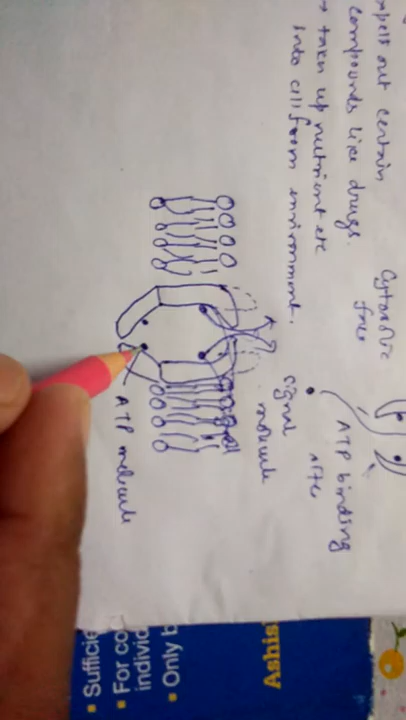 expells out certain
compounds like drugs.
→ taken up nutrient etc
into cell from environment.
Cytosolic
face
ATP binding
site
Signal
molecule
ATP molecule
Ashis
• Sufficie
• For co
individ
• Only b